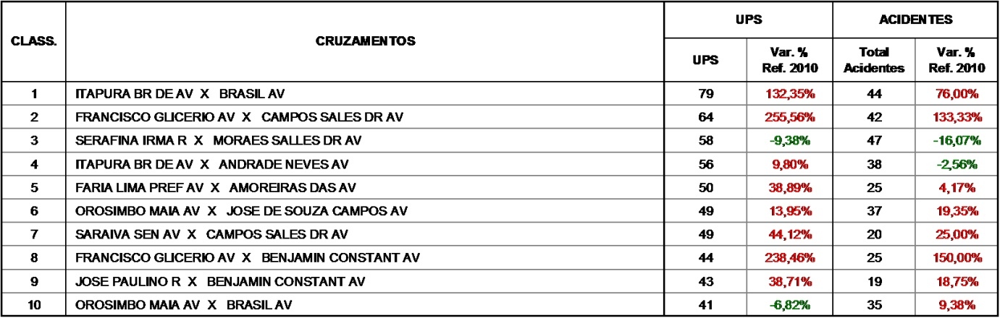 CLASS. CRUZAMENTOS UPS ACIDENTES
UPS Var. % Ref. 2010 Total Acidentes Var. % Ref. 2010
1 ITAPURA BR DE AV X BRASIL AV 79 132,35% 44 76,00%
2 FRANCISCO GLICERIO AV X CAMPOS SALES DR AV 64 255,56% 42 133,33%
3 SERAFINA IRMA R X MORAES SALLES DR AV 58 -9,38% 47 -16,07%
4 ITAPURA BR DE AV X ANDRADE NEVES AV 56 9,80% 38 -2,56%
5 FARIA LIMA PREF AV X AMOREIRAS DAS AV 50 38,89% 25 4,17%
6 OROSIMBO MAIA AV X JOSE DE SOUZA CAMPOS AV 49 13,95% 37 19,35%
7 SARAIVA SEN AV X CAMPOS SALES DR AV 49 44,12% 20 25,00%
8 FRANCISCO GLICERIO AV X BENJAMIN CONSTANT AV 44 238,46% 25 150,00%
9 JOSE PAULINO R X BENJAMIN CONSTANT AV 43 38,71% 19 18,75%
10 OROSIMBO MAIA AV X BRASIL AV 41 -6,82% 35 9,38%